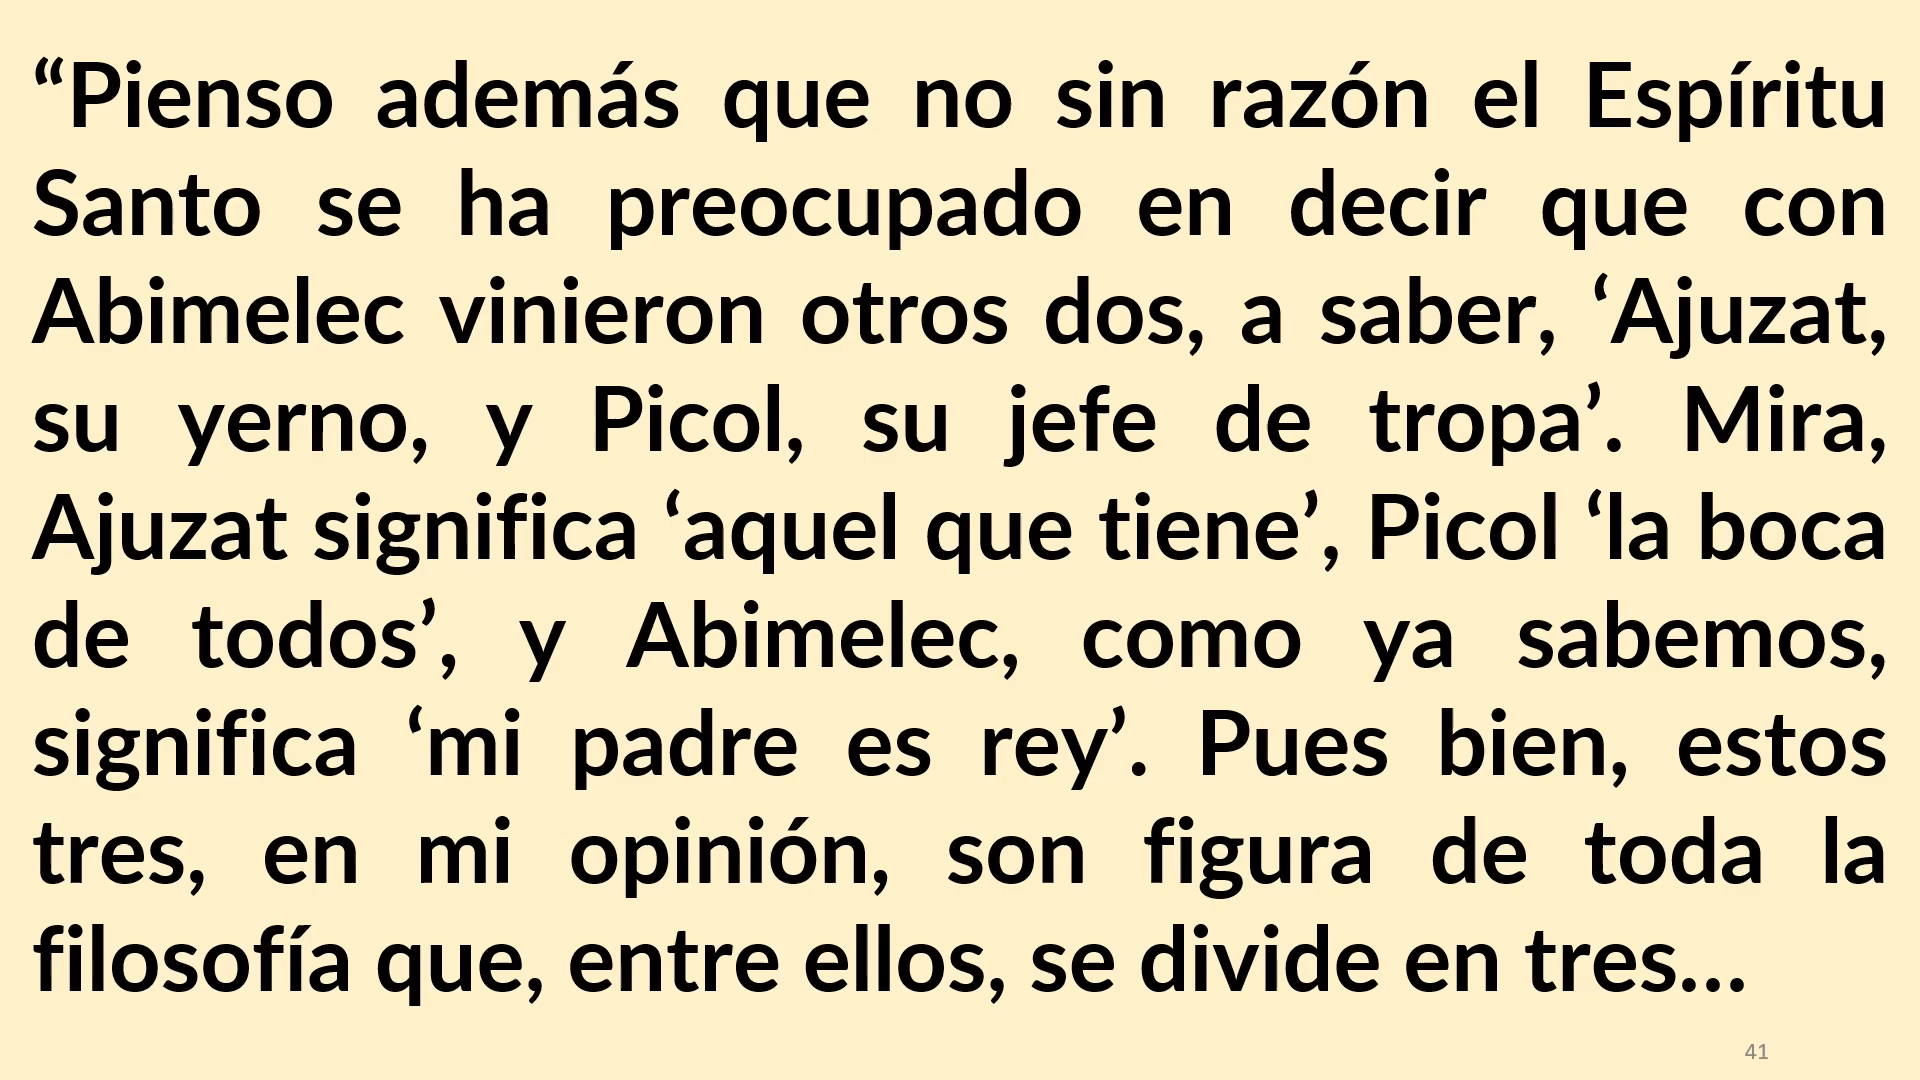 “Pienso además que no sin razón el Espíritu
Santo se ha preocupado en decir que con
Abimelec vinieron otros dos, a saber, ‘Ajuzat,
su yerno, y Picol, su jefe de tropa’. Mira,
Ajuzat significa ‘aquel que tiene’, Picol ‘la boca
de todos’, y Abimelec, como ya sabemos,
significa ‘mi padre es rey’. Pues bien, estos
tres, en mi opinión, son figura de toda la
filosofía que, entre ellos, se divide en tres…
41